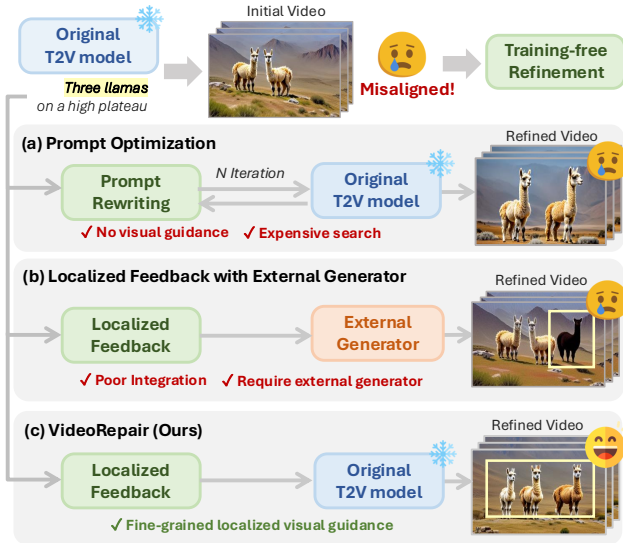 Original
T2V model
Initial Video
Misaligned!
Training-free
Refinement
Three llamas
on a high plateau
(a) Prompt Optimization
Prompt
Rewriting
N Iteration
Original
T2V model
Refined Video
✓ No visual guidance ✓ Expensive search
(b) Localized Feedback with External Generator
Localized
Feedback
External
Generator
Refined Video
✓ Poor Integration ✓ Require external generator
(c) VideoRepair (Ours)
Localized
Feedback
Original
T2V model
Refined Video
✓ Fine-grained localized visual guidance